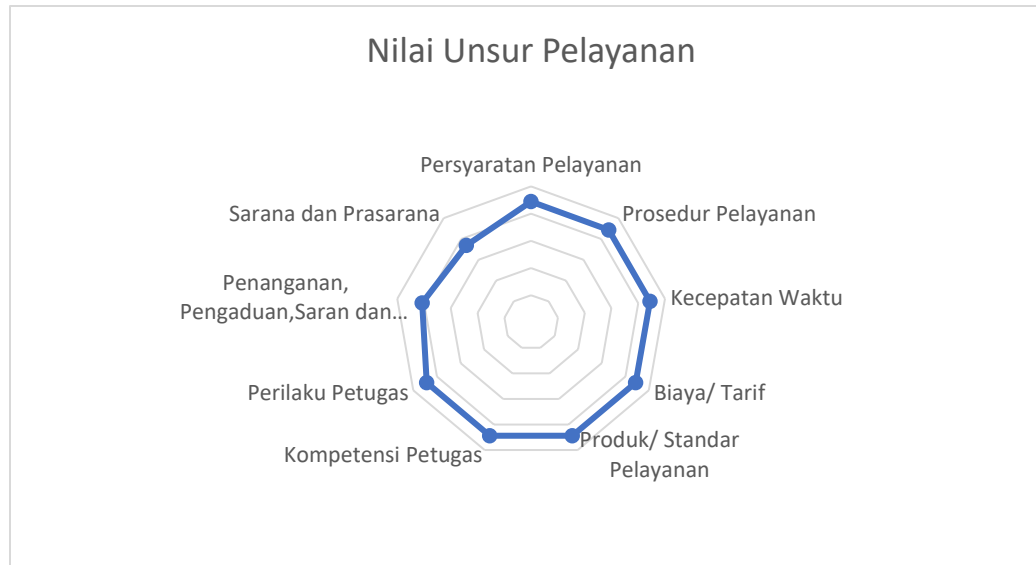 Nilai Unsur Pelayanan
Persyaratan Pelayanan
Prosedur Pelayanan
Kecepatan Waktu
Biaya/ Tarif
Produk/ Standar
Pelayanan
Kompetensi Petugas
Perilaku Petugas
Penanganan,
Pengaduan,Saran dan...
Sarana dan Prasarana